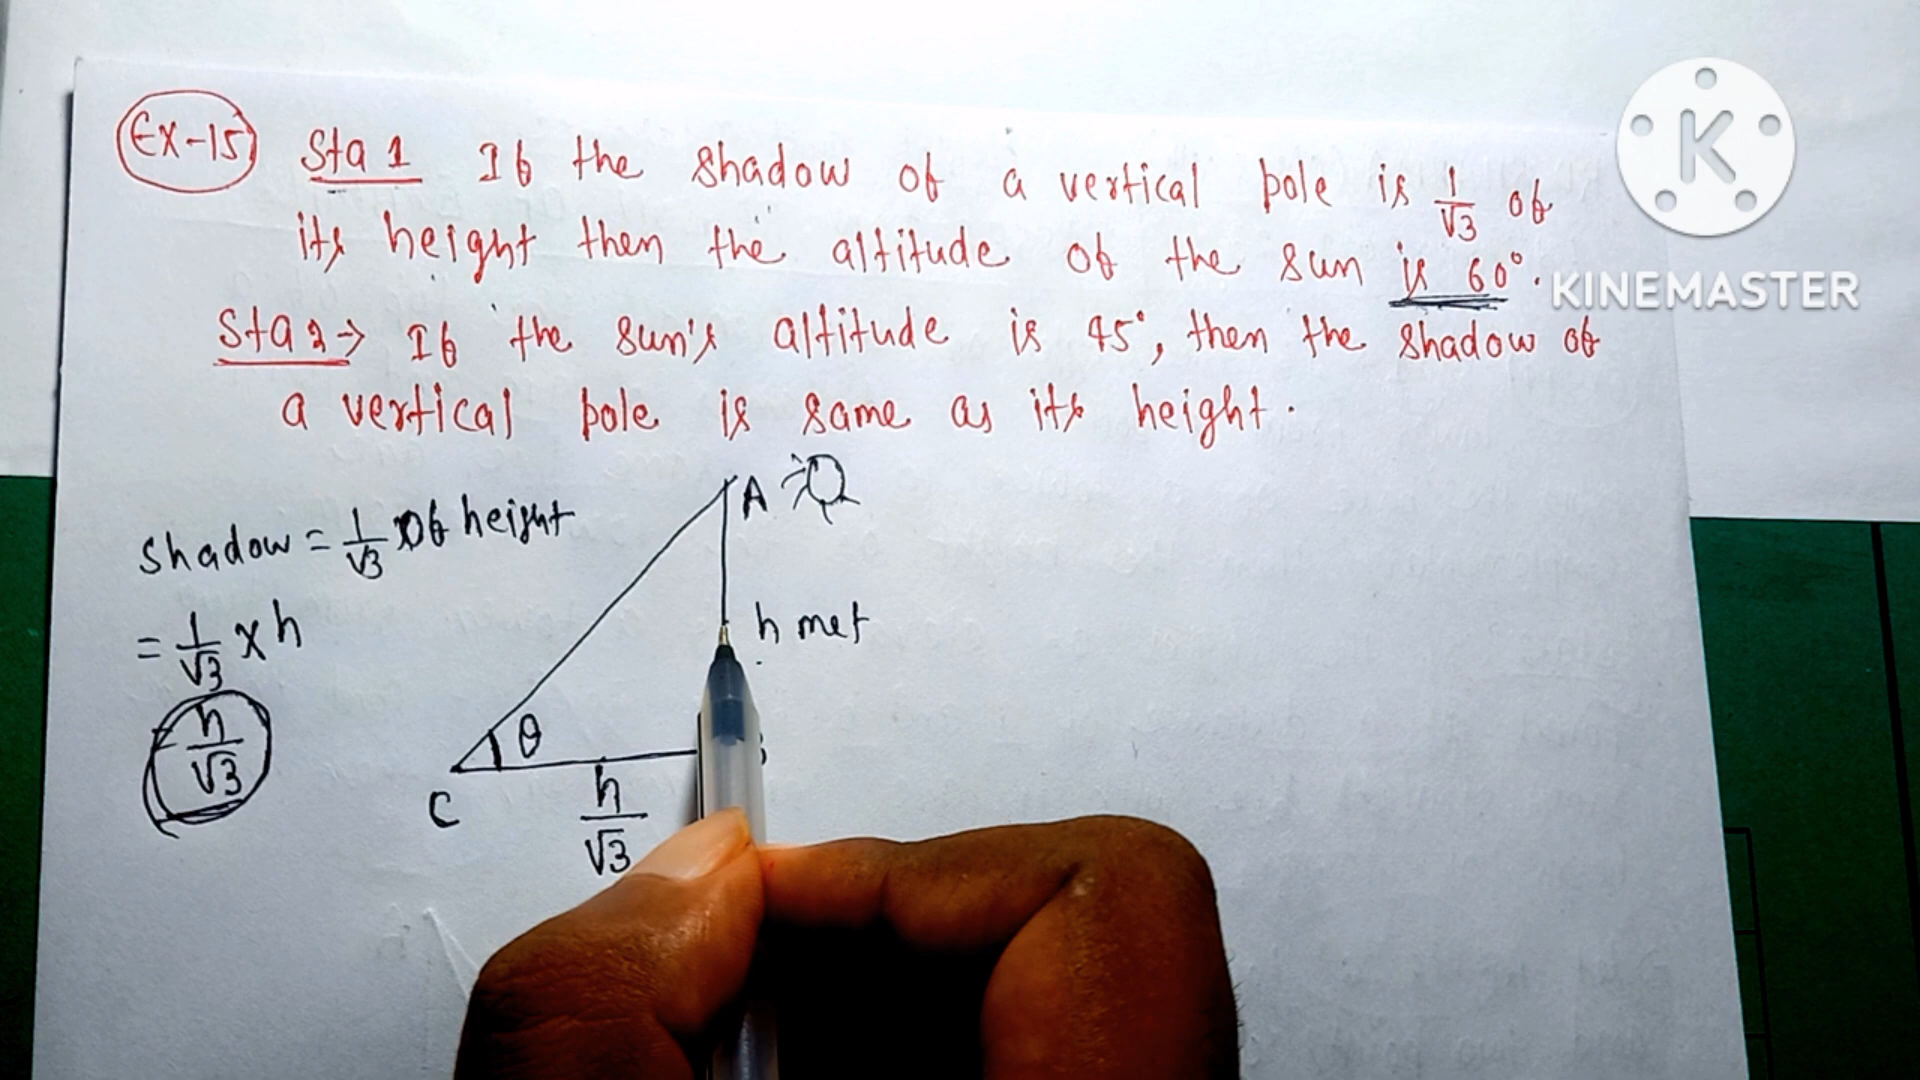 Ex-15 Sta 1 If the shadow of a vertical pole is 1/√3 of
its height then the altitude of the sun is 60°.
Sta 2→ If the sun's altitude is 45°, then the shadow of
a vertical pole is same as its height.
shadow = 1/√3 of height
= 1/√3 x h
= h/√3
A
h met
θ
C
h/√3
K
KINEMASTER